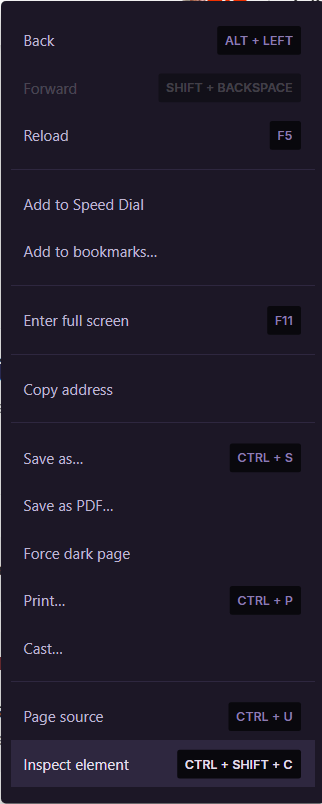 Back
ALT + LEFT
Forward
SHIFT + BACKSPACE
Reload
F5
Add to Speed Dial
Add to bookmarks...
Enter full screen
F11
Copy address
Save as...
CTRL + S
Save as PDF...
Force dark page
Print...
CTRL + P
Cast...
Page source
CTRL + U
Inspect element
CTRL + SHIFT + C